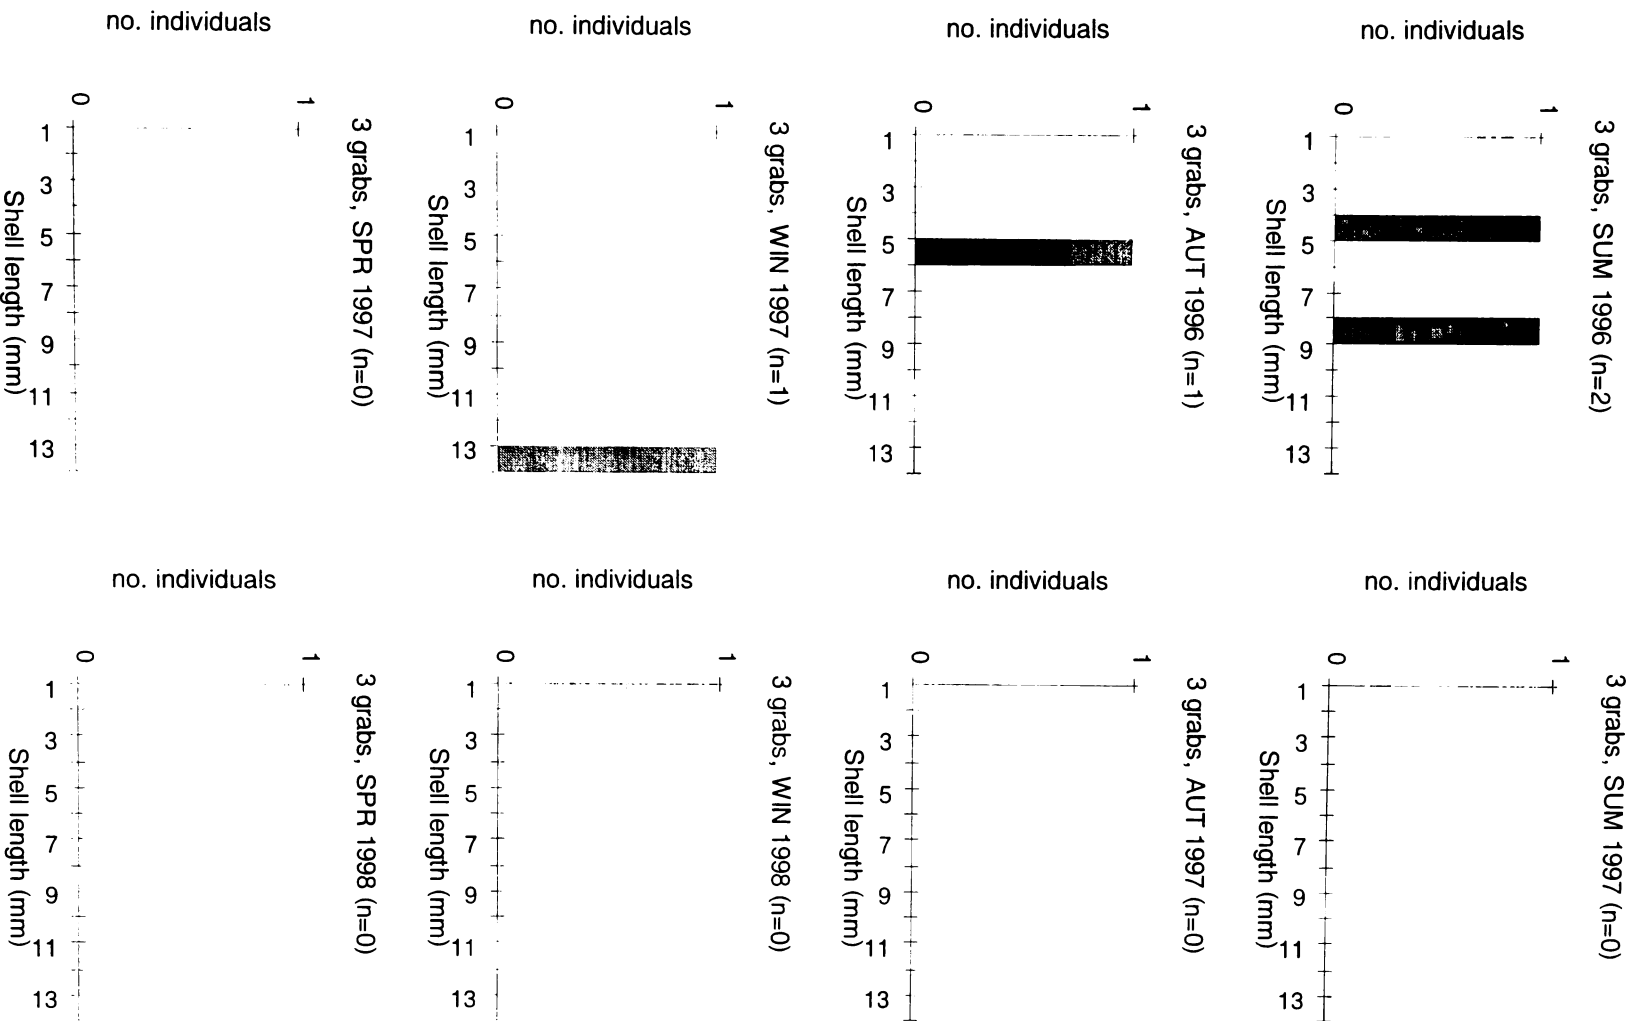 3 grabs, SUM 1996 (n=2)
no. individuals
1
0
1 3 5 7 9 11 13
Shell length (mm)
3 grabs, AUT 1996 (n=1)
no. individuals
1
0
1 3 5 7 9 11 13
Shell length (mm)
3 grabs, WIN 1997 (n=1)
no. individuals
1
0
1 3 5 7 9 11 13
Shell length (mm)
3 grabs, SPR 1997 (n=0)
no. individuals
1
0
1 3 5 7 9 11 13
Shell length (mm)
3 grabs, SUM 1997 (n=0)
no. individuals
1
0
1 3 5 7 9 11 13
Shell length (mm)
3 grabs, AUT 1997 (n=0)
no. individuals
1
0
1 3 5 7 9 11 13
Shell length (mm)
3 grabs, WIN 1998 (n=0)
no. individuals
1
0
1 3 5 7 9 11 13
Shell length (mm)
3 grabs, SPR 1998 (n=0)
no. individuals
1
0
1 3 5 7 9 11 13
Shell length (mm)